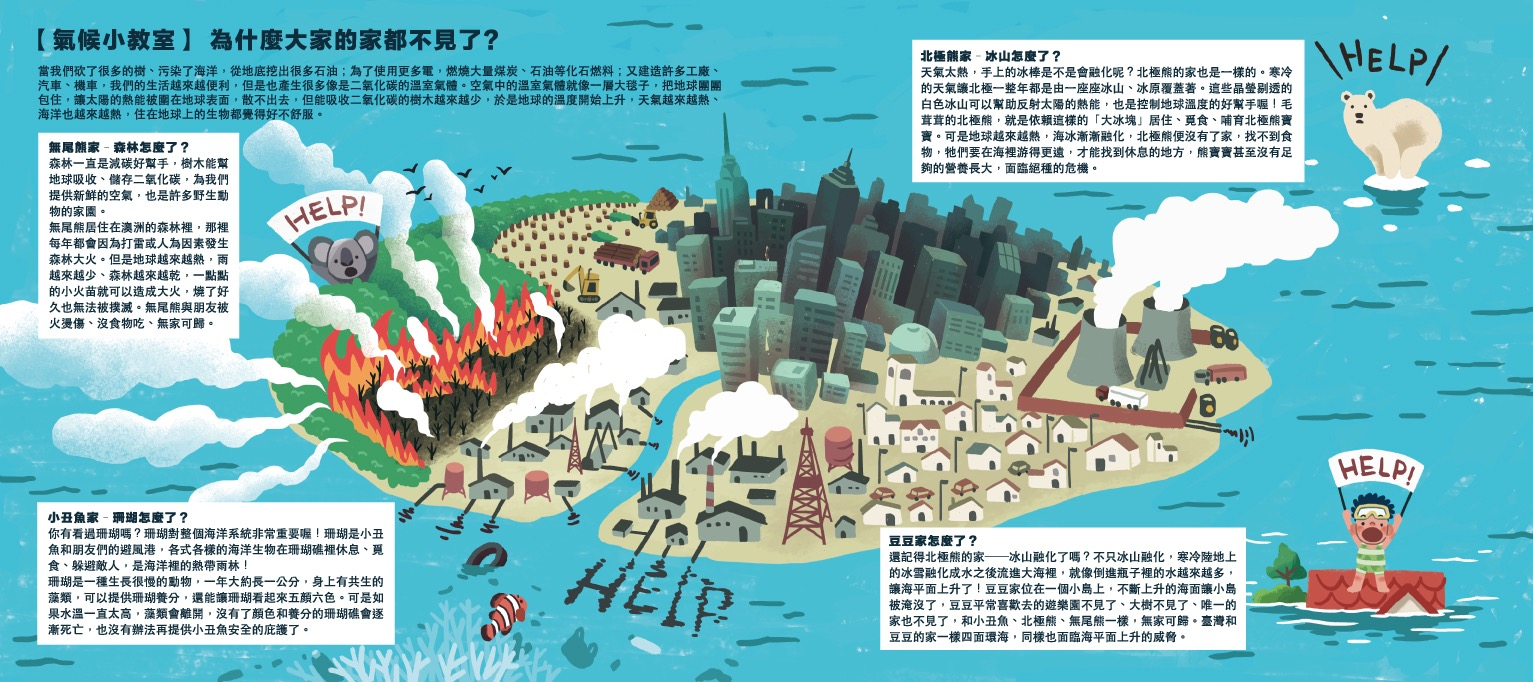 【氣候小教室】 為什麼大家的家都不見了？
當我們砍了很多的樹、污染了海洋，從地底挖出很多石油；為了使用更多電，燃燒大量煤炭、石油等化石燃料；又建造許多工廠、
汽車、機車，我們的生活越來越便利，但是也產生很多像是二氧化碳的溫室氣體。空氣中的溫室氣體就像一層大毯子，把地球團團
包住，讓太陽的熱能被圈在地球表面，散不出去，但能吸收二氧化碳的樹木越來越少，於是地球的溫度開始上升，天氣越來越熱、
海洋也越來越熱，住在地球上的生物都覺得好不舒服。
無尾熊家－森林怎麼了？
森林一直是減碳好幫手，樹木能幫
地球吸收、儲存二氧化碳，為我們
提供新鮮的空氣，也是許多野生動
物的家園。
無尾熊居住在澳洲的森林裡，那裡
每年都會因為打雷或人為因素發生
森林大火。但是地球越來越熱，雨
越來越少、森林越來越乾，一點點
的小火苗就可以造成大火，燒了好
久也無法被撲滅。無尾熊與朋友被
火燙傷、沒食物吃、無家可歸。
HELP!
北極熊家－冰山怎麼了？
天氣太熱，手上的冰棒是不是會融化呢？北極熊的家也是一樣的。寒冷
的天氣讓北極一整年都是由一座座冰山、冰原覆蓋著。這些晶瑩剔透的
白色冰山可以幫助反射太陽的熱能，也是控制地球溫度的好幫手喔！毛
茸茸的北極熊，就是依賴這樣的「大冰塊」居住、覓食、哺育北極熊寶
寶。可是地球越來越熱，海冰漸漸融化，北極熊便沒有了家，找不到食
物，牠們要在海裡游得更遠，才能找到休息的地方，熊寶寶甚至沒有足
夠的營養長大，面臨絕種的危機。
HELP
小丑魚家－珊瑚怎麼了？
你有看過珊瑚嗎？珊瑚對整個海洋系統非常重要喔！珊瑚是小丑
魚和朋友們的避風港，各式各樣的海洋生物在珊瑚礁裡休息、覓
食、躲避敵人，是海洋裡的熱帶雨林！
珊瑚是一種生長很慢的動物，一年大約長一公分，身上有共生的
藻類，可以提供珊瑚養分，還能讓珊瑚看起來五顏六色。可是如
果水溫一直太高，藻類會離開，沒有了顏色和養分的珊瑚礁會逐
漸死亡，也沒有辦法再提供小丑魚安全的庇護了。
HELP
豆豆家怎麼了？
還記得北極熊的家──冰山融化了嗎？不只冰山融化，寒冷陸地上
的冰雪融化成水之後流進大海裡，就像倒進瓶子裡的水越來越多，
讓海平面上升了！豆豆家位在一個小島上，不斷上升的海面讓小島
被淹沒了，豆豆平常喜歡去的遊樂園不見了、大樹不見了、唯一的
家也不見了，和小丑魚、北極熊、無尾熊一樣，無家可歸。臺灣和
豆豆的家一樣四面環海，同樣也面臨海平面上升的威脅。
HELP!